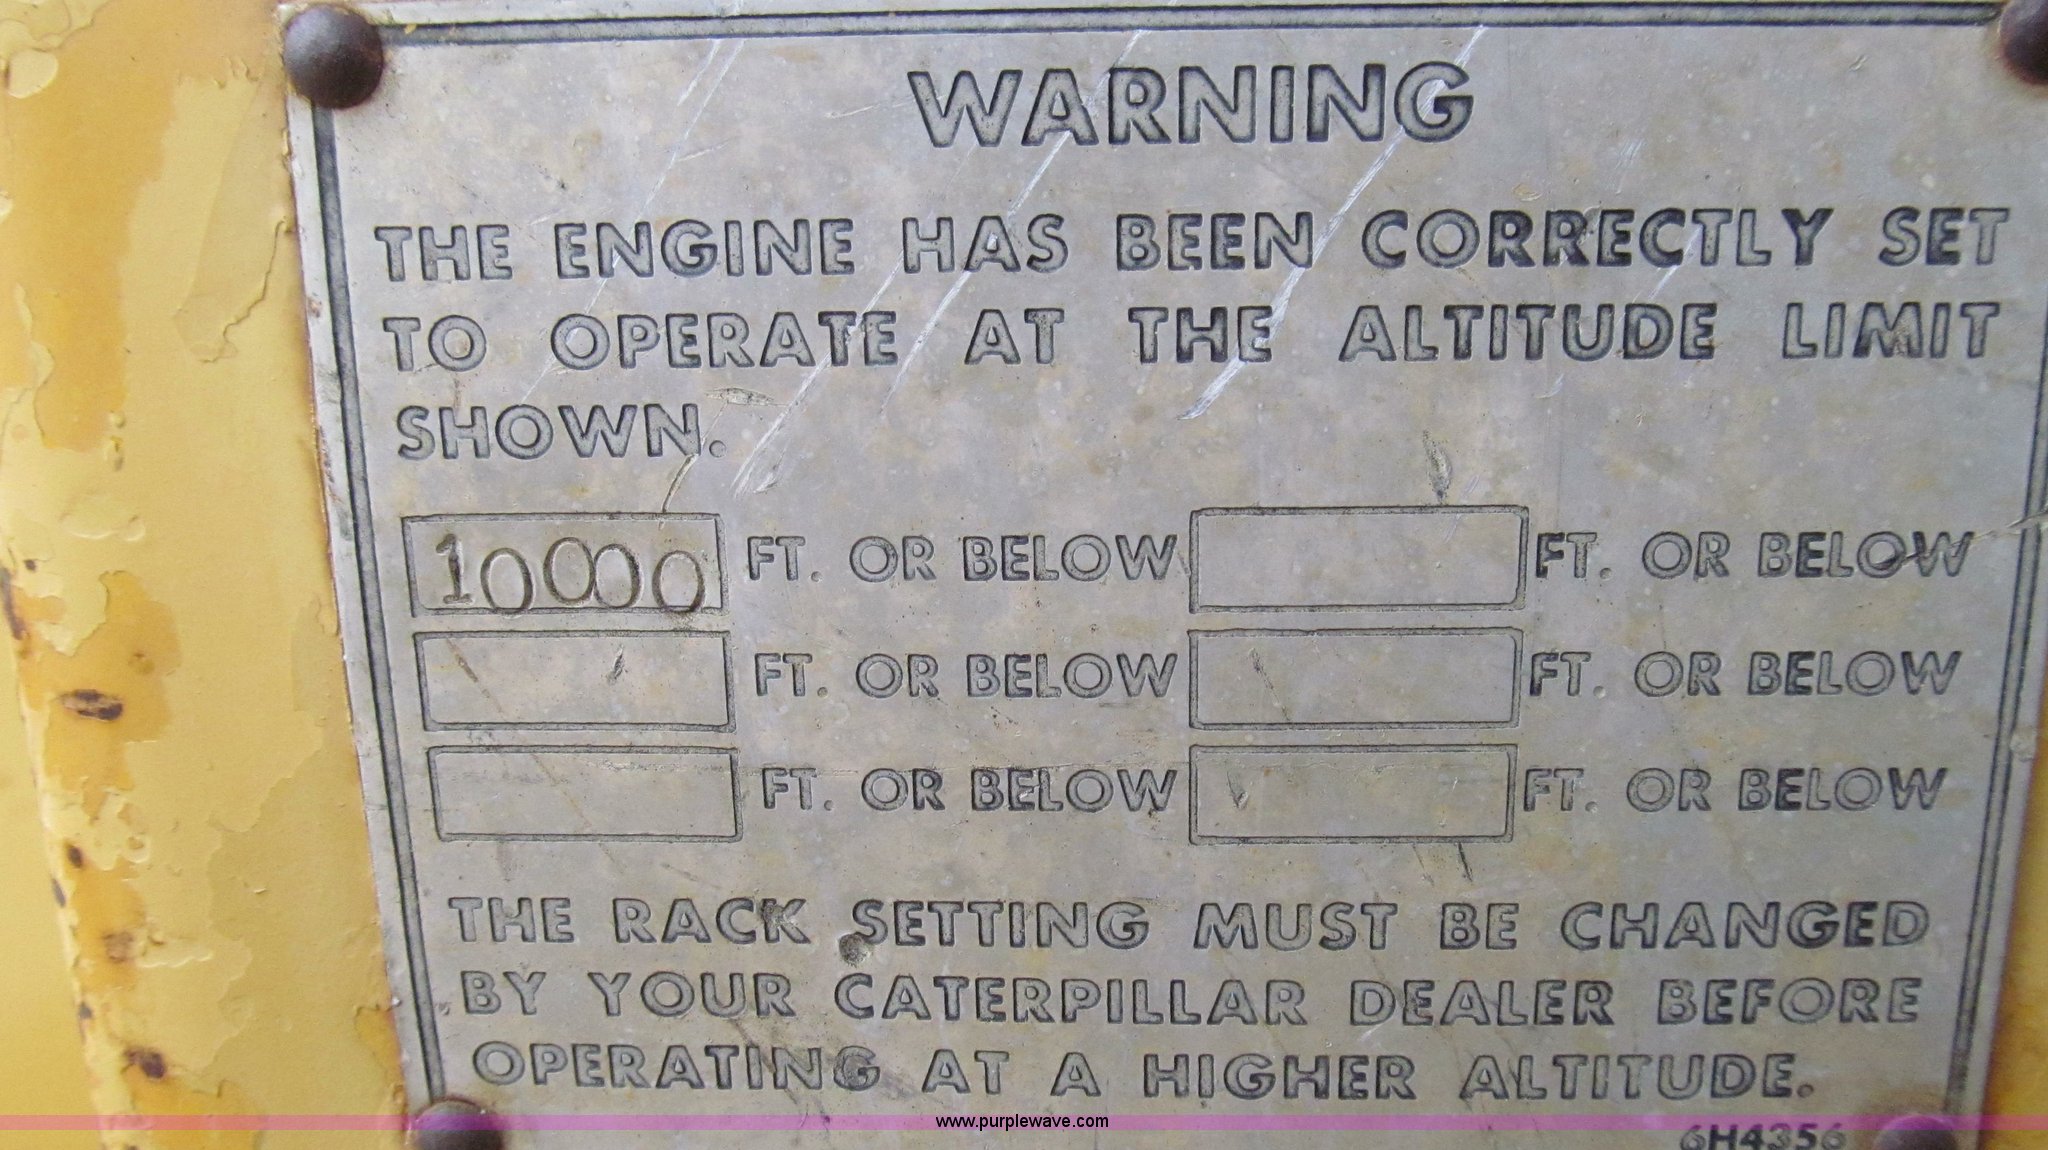 WARNING
THE ENGINE HAS BEEN CORRECTLY SET
TO OPERATE AT THE ALTITUDE LIMIT
SHOWN.
10000 FT. OR BELOW FT. OR BELOW
FT. OR BELOW FT. OR BELOW
FT. OR BELOW FT. OR BELOW
THE RACK SETTING MUST BE CHANGED
BY YOUR CATERPILLAR DEALER BEFORE
OPERATING AT A HIGHER ALTITUDE.
www.purplewave.com
6H4356